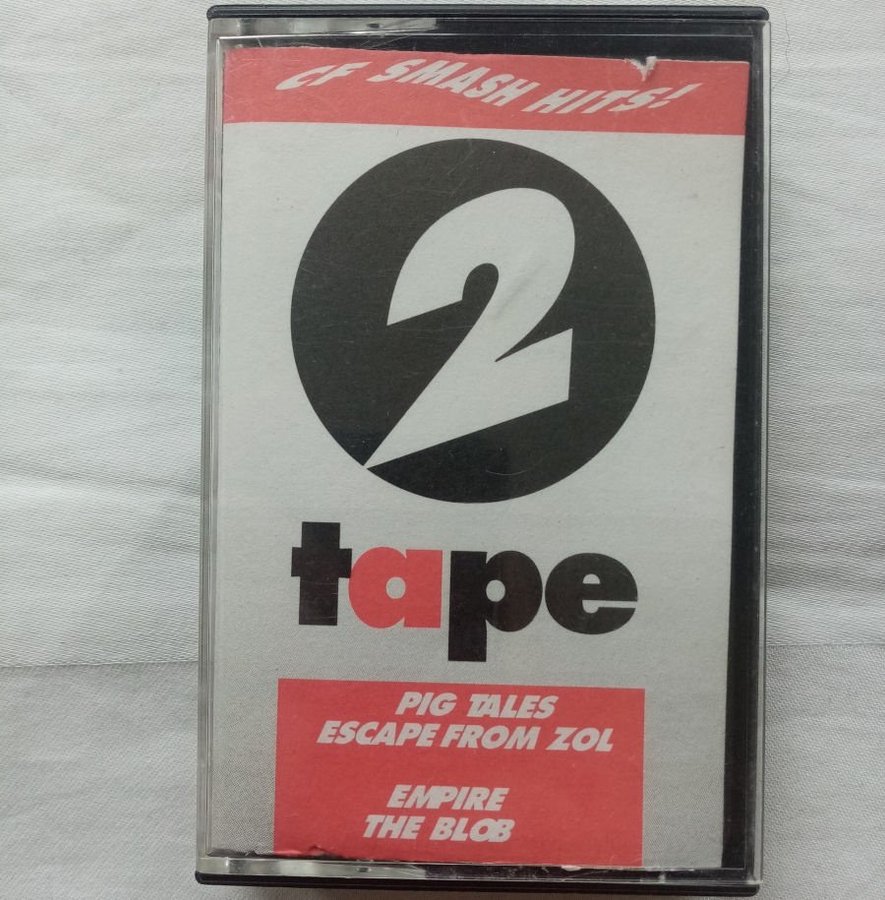 CF SMASH HITS!
2
tape
PIG TALES
ESCAPE FROM ZOL
EMPIRE
THE BLOB